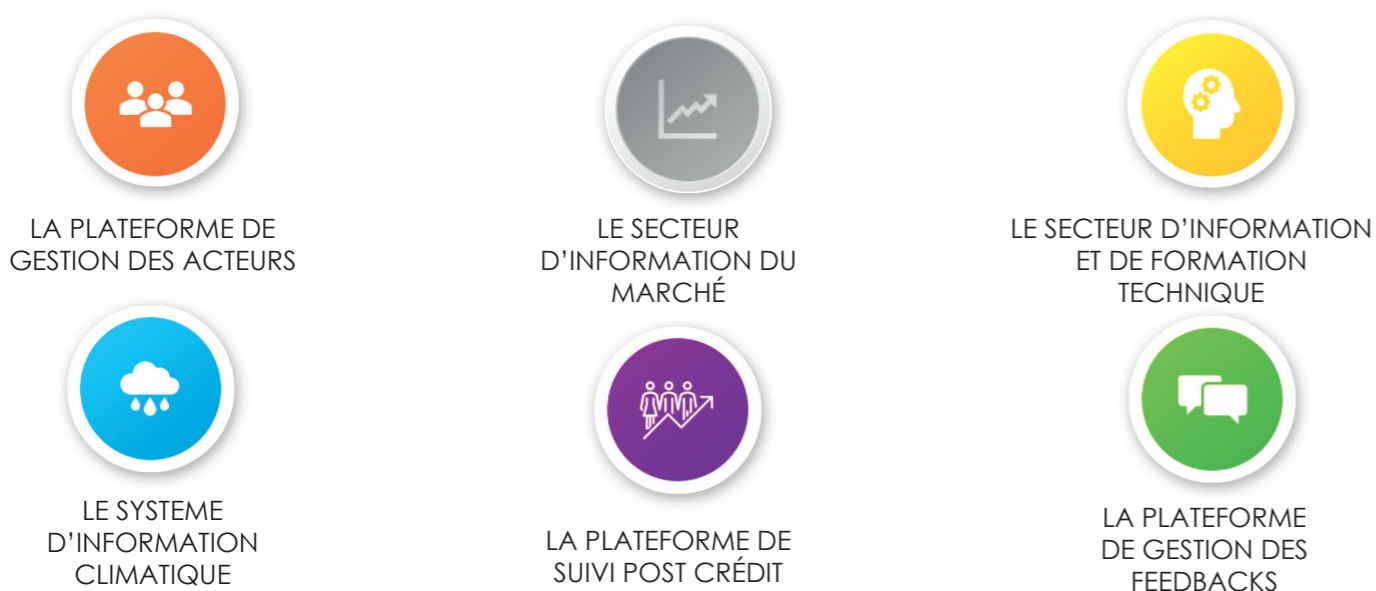 LA PLATEFORME DE
GESTION DES ACTEURS
LE SECTEUR
D’INFORMATION DU
MARCHÉ
LE SECTEUR D’INFORMATION
ET DE FORMATION
TECHNIQUE
LE SYSTEME
D’INFORMATION
CLIMATIQUE
LA PLATEFORME DE
SUIVI POST CRÉDIT
LA PLATEFORME
DE GESTION DES
FEEDBACKS